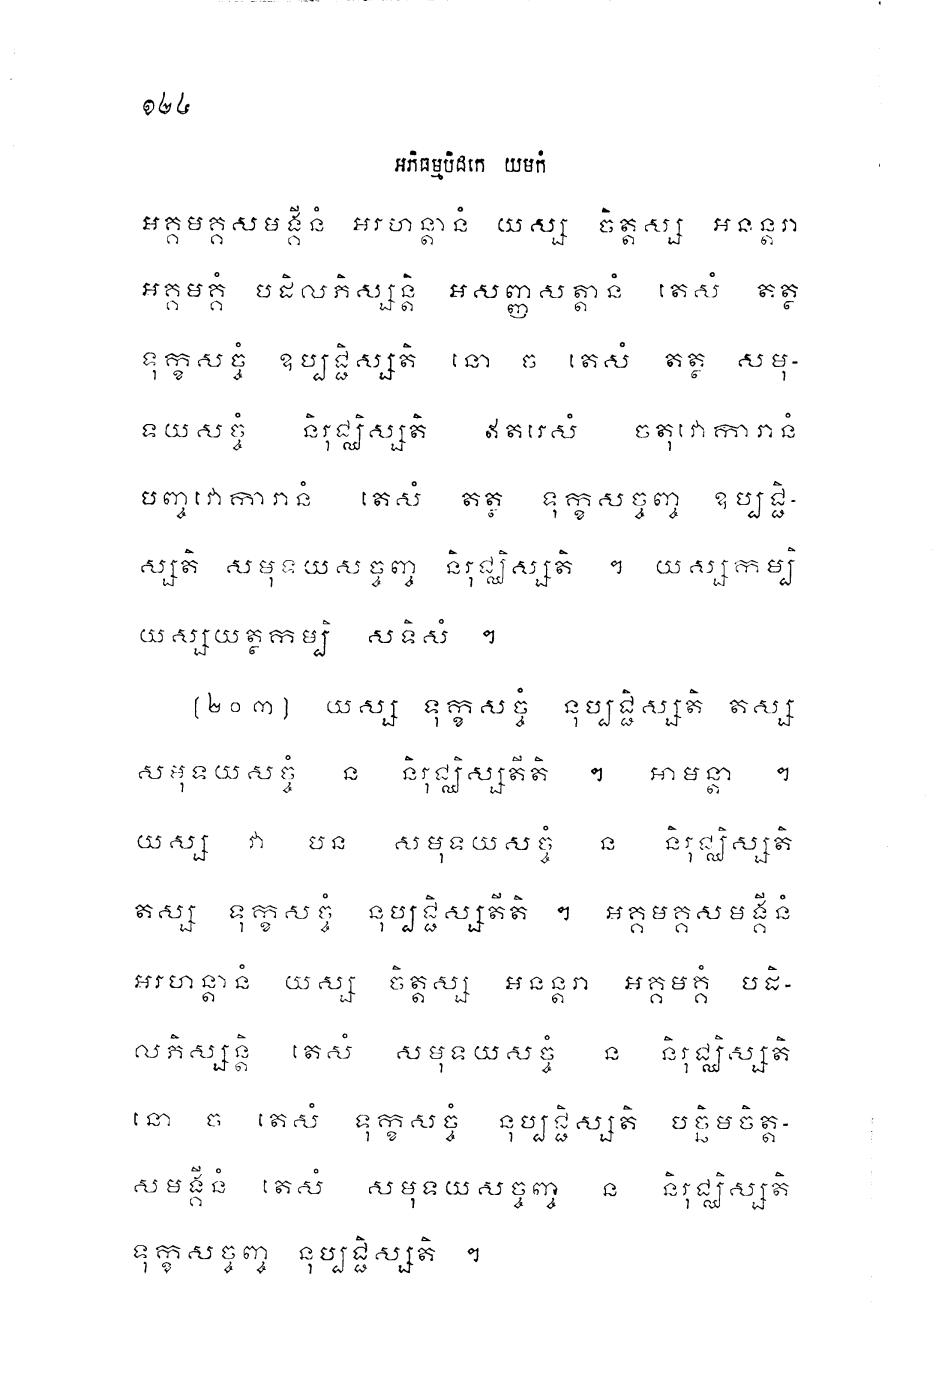 ១២៤
អភិធម្មបិដកេ យមកំ
អគ្គមគ្គសមង្គីនំ អរហន្តានំ យស្ស ចិត្តស្ស អនន្តរា
អគ្គមគ្គំ បដិលភិស្សន្តិ អសញ្ញសត្តានំ តេសំ តត្ថ
ទុក្ខសច្ចំ ឧប្បជ្ជិស្សតិ នោ ច តេសំ តត្ថ សមុ-
ទយសច្ចំ និរុជ្ឈិស្សតិ ឥតរេសំ ចតុវោការានំ
បញ្ចវោការានំ តេសំ តត្ថ ទុក្ខសច្ចញ្ច ឧប្បជ្ជិ-
ស្សតិ សមុទយសច្ចញ្ច និរុជ្ឈិស្សតិ ។ យស្សកម្បិ
យស្សយត្ថកម្បិ សទិសំ ។
(២០៣) យស្ស ទុក្ខសច្ចំ នុប្បជ្ជិស្សតិ តស្ស
សមុទយសច្ចំ ន និរុជ្ឈិស្សតីតិ ។ អាមន្តា ។
យស្ស វា បន សមុទយសច្ចំ ន និរុជ្ឈិស្សតិ
តស្ស ទុក្ខសច្ចំ នុប្បជ្ជិស្សតីតិ ។ អគ្គមគ្គសមង្គីនំ
អរហន្តានំ យស្ស ចិត្តស្ស អនន្តរា អគ្គមគ្គំ បដិ-
លភិស្សន្តិ តេសំ សមុទយសច្ចំ ន និរុជ្ឈិស្សតិ
នោ ច តេសំ ទុក្ខសច្ចំ នុប្បជ្ជិស្សតិ បច្ឆិមចិត្ត-
សមង្គីនំ តេសំ សមុទយសច្ចញ្ច ន និរុជ្ឈិស្សតិ
ទុក្ខសច្ចញ្ច នុប្បជ្ជិស្សតិ ។